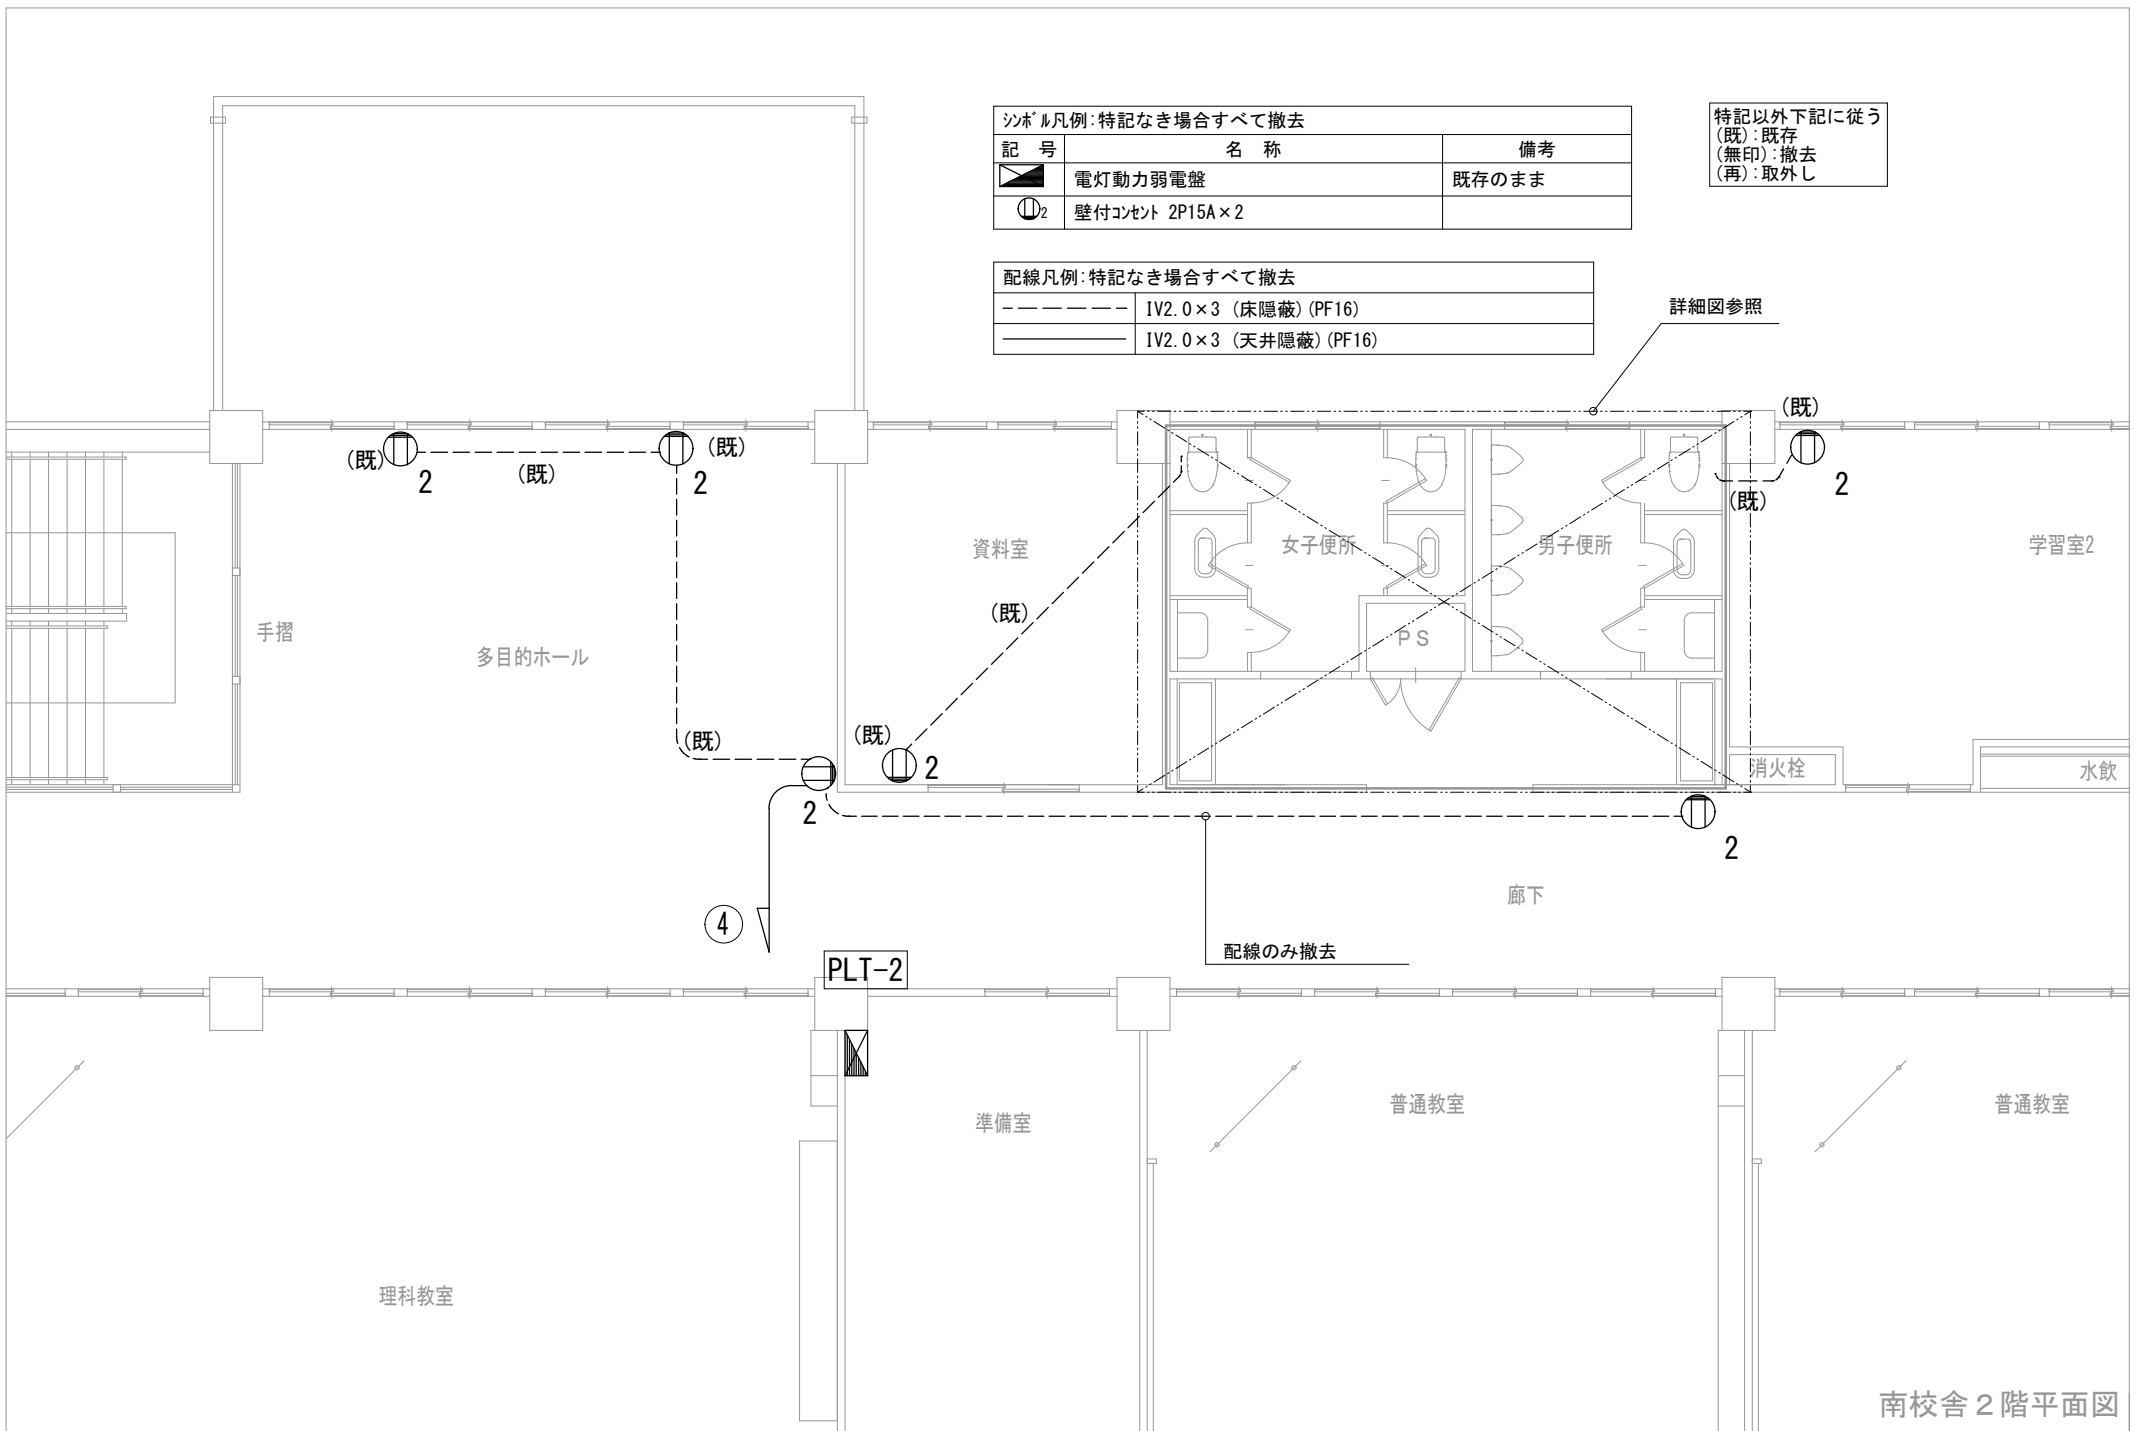 シンボル凡例:特記なき場合すべて撤去
記 号 名 称 備考
電灯動力弱電盤 既存のまま
2 壁付コンセント 2P15A×2
特記以外下記に従う
(既):既存
(無印):撤去
(再):取外し
配線凡例:特記なき場合すべて撤去
IV2.0×3 (床隠蔽)(PF16)
IV2.0×3 (天井隠蔽)(PF16)
詳細図参照
(既)
(既)
2
(既)
(既)
2
2
(既)
資料室
女子便所
男子便所
学習室2
(既)
手摺
多目的ホール
PS
(既)
(既)
2
消火栓
水飲
2
2
廊下
4
配線のみ撤去
PLT-2
準備室
普通教室
普通教室
理科教室
南校舎2階平面図